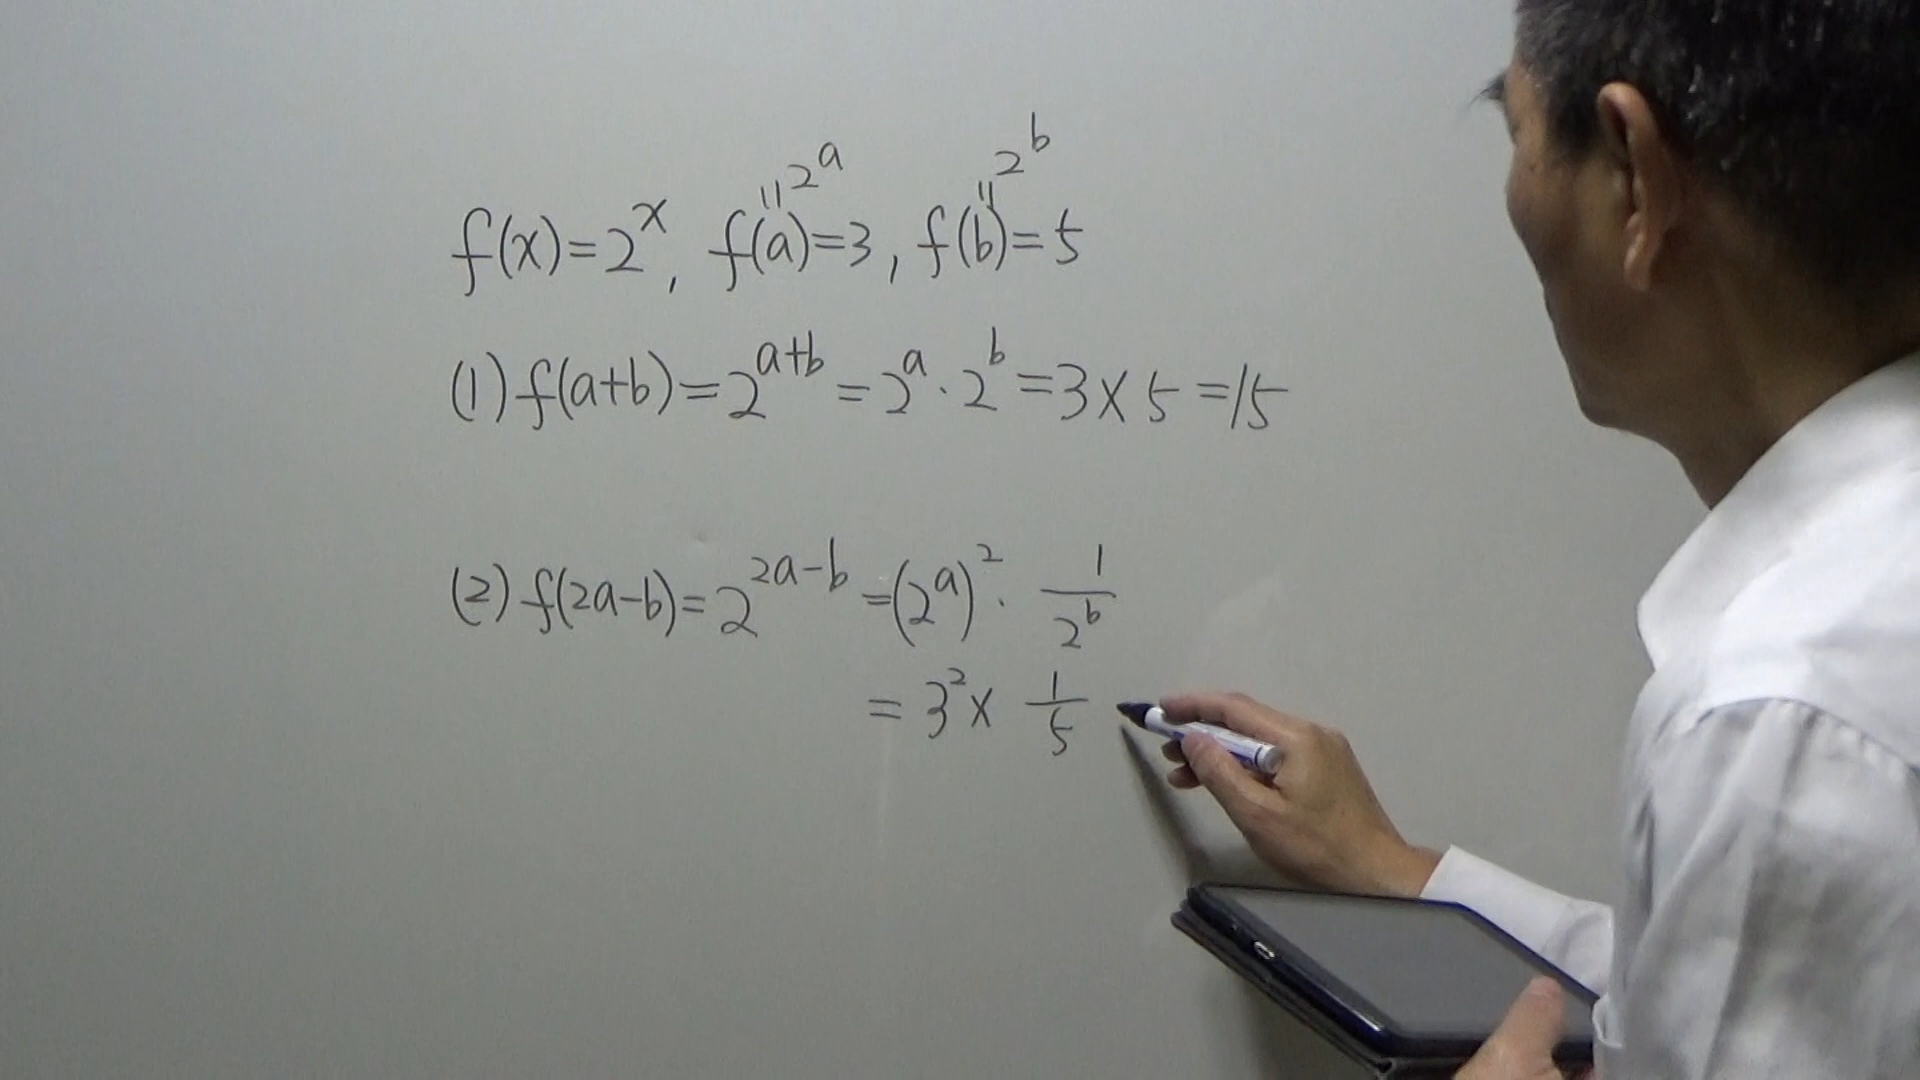 f(x)=2^x, f(a)=3, f(b)=5
"2^a "2^b
(1) f(a+b)=2^{a+b}=2^a·2^b=3×5=15
(2) f(2a-b)=2^{2a-b}=(2^a)^2·1/2^b
=3^2×1/5